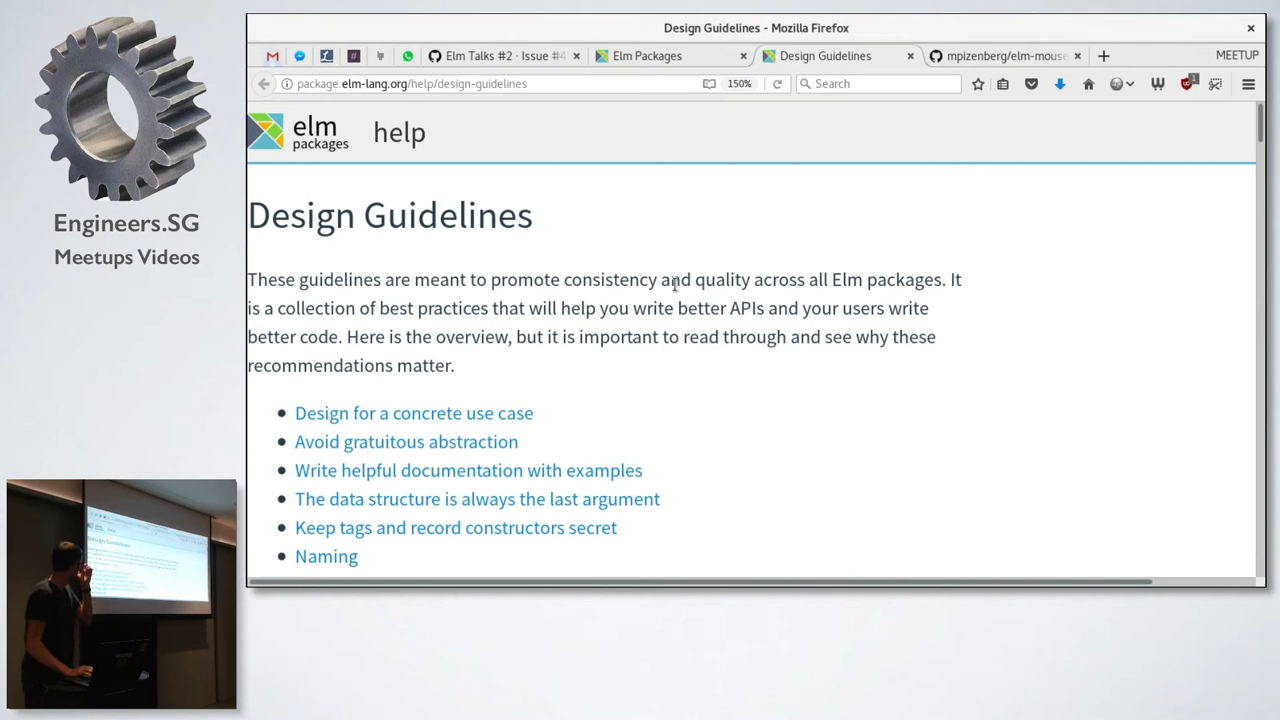 Design Guidelines - Mozilla Firefox
Elm Talks #2 · Issue #4
Elm Packages
Design Guidelines
mpizenberg/elm-mouse
MEETUP
package.elm-lang.org/help/design-guidelines
150%
Search
1
elm
packages
help
Engineers.SG
Meetups Videos
Design Guidelines
These guidelines are meant to promote consistency and quality across all Elm packages. It
is a collection of best practices that will help you write better APIs and your users write
better code. Here is the overview, but it is important to read through and see why these
recommendations matter.
Design for a concrete use case
Avoid gratuitous abstraction
Write helpful documentation with examples
The data structure is always the last argument
Keep tags and record constructors secret
Naming
Design Guidelines